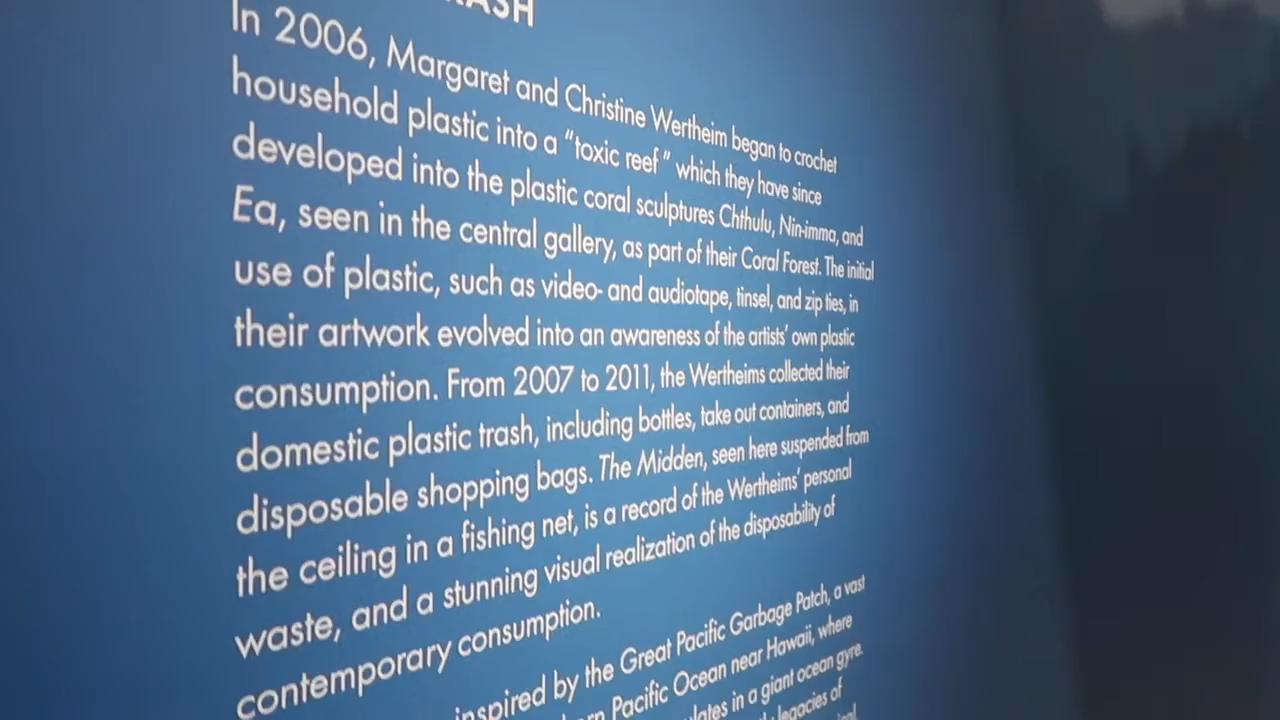 In 2006, Margaret and Christine Wertheim began to crochet
household plastic into a “toxic reef” which they have since
developed into the plastic coral sculptures Chthulu, Nin-imma, and
Ea, seen in the central gallery, as part of their Coral Forest. The initial
use of plastic, such as video- and audiotape, tinsel, and zip ties, in
their artwork evolved into an awareness of the artists’ own plastic
consumption. From 2007 to 2011, the Wertheims collected their
domestic plastic trash, including bottles, take out containers, and
disposable shopping bags. The Midden, seen here suspended from
the ceiling in a fishing net, is a record of the Wertheims’ personal
waste, and a stunning visual realization of the disposability of
contemporary consumption.
inspired by the Great Pacific Garbage Patch, a vast
Pacific Ocean near Hawaii, where
in a giant ocean gyre.
legacies of